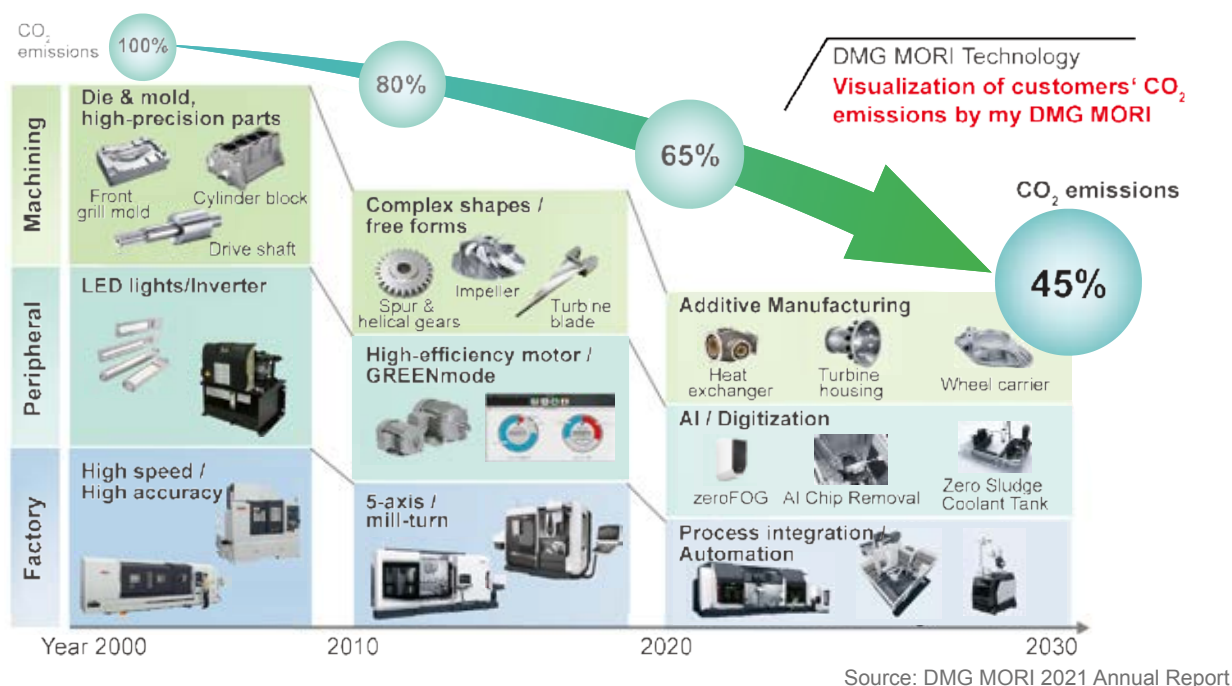 CO₂
emissions
100%
80%
65%
DMG MORI Technology
Visualization of customers‘ CO₂
emissions by my DMG MORI
CO₂ emissions
45%
Machining
Die & mold,
high-precision parts
Front
grill mold
Cylinder block
Drive shaft
Complex shapes /
free forms
Spur &
helical gears
Impeller
Turbine
blade
Additive Manufacturing
Heat
exchanger
Turbine
housing
Wheel carrier
Peripheral
LED lights/Inverter
High-efficiency motor /
GREENmode
AI / Digitization
zeroFOG
AI Chip Removal
Zero Sludge
Coolant Tank
Factory
High speed /
High accuracy
5-axis /
mill-turn
Process integration /
Automation
Year 2000
2010
2020
2030
Source: DMG MORI 2021 Annual Report